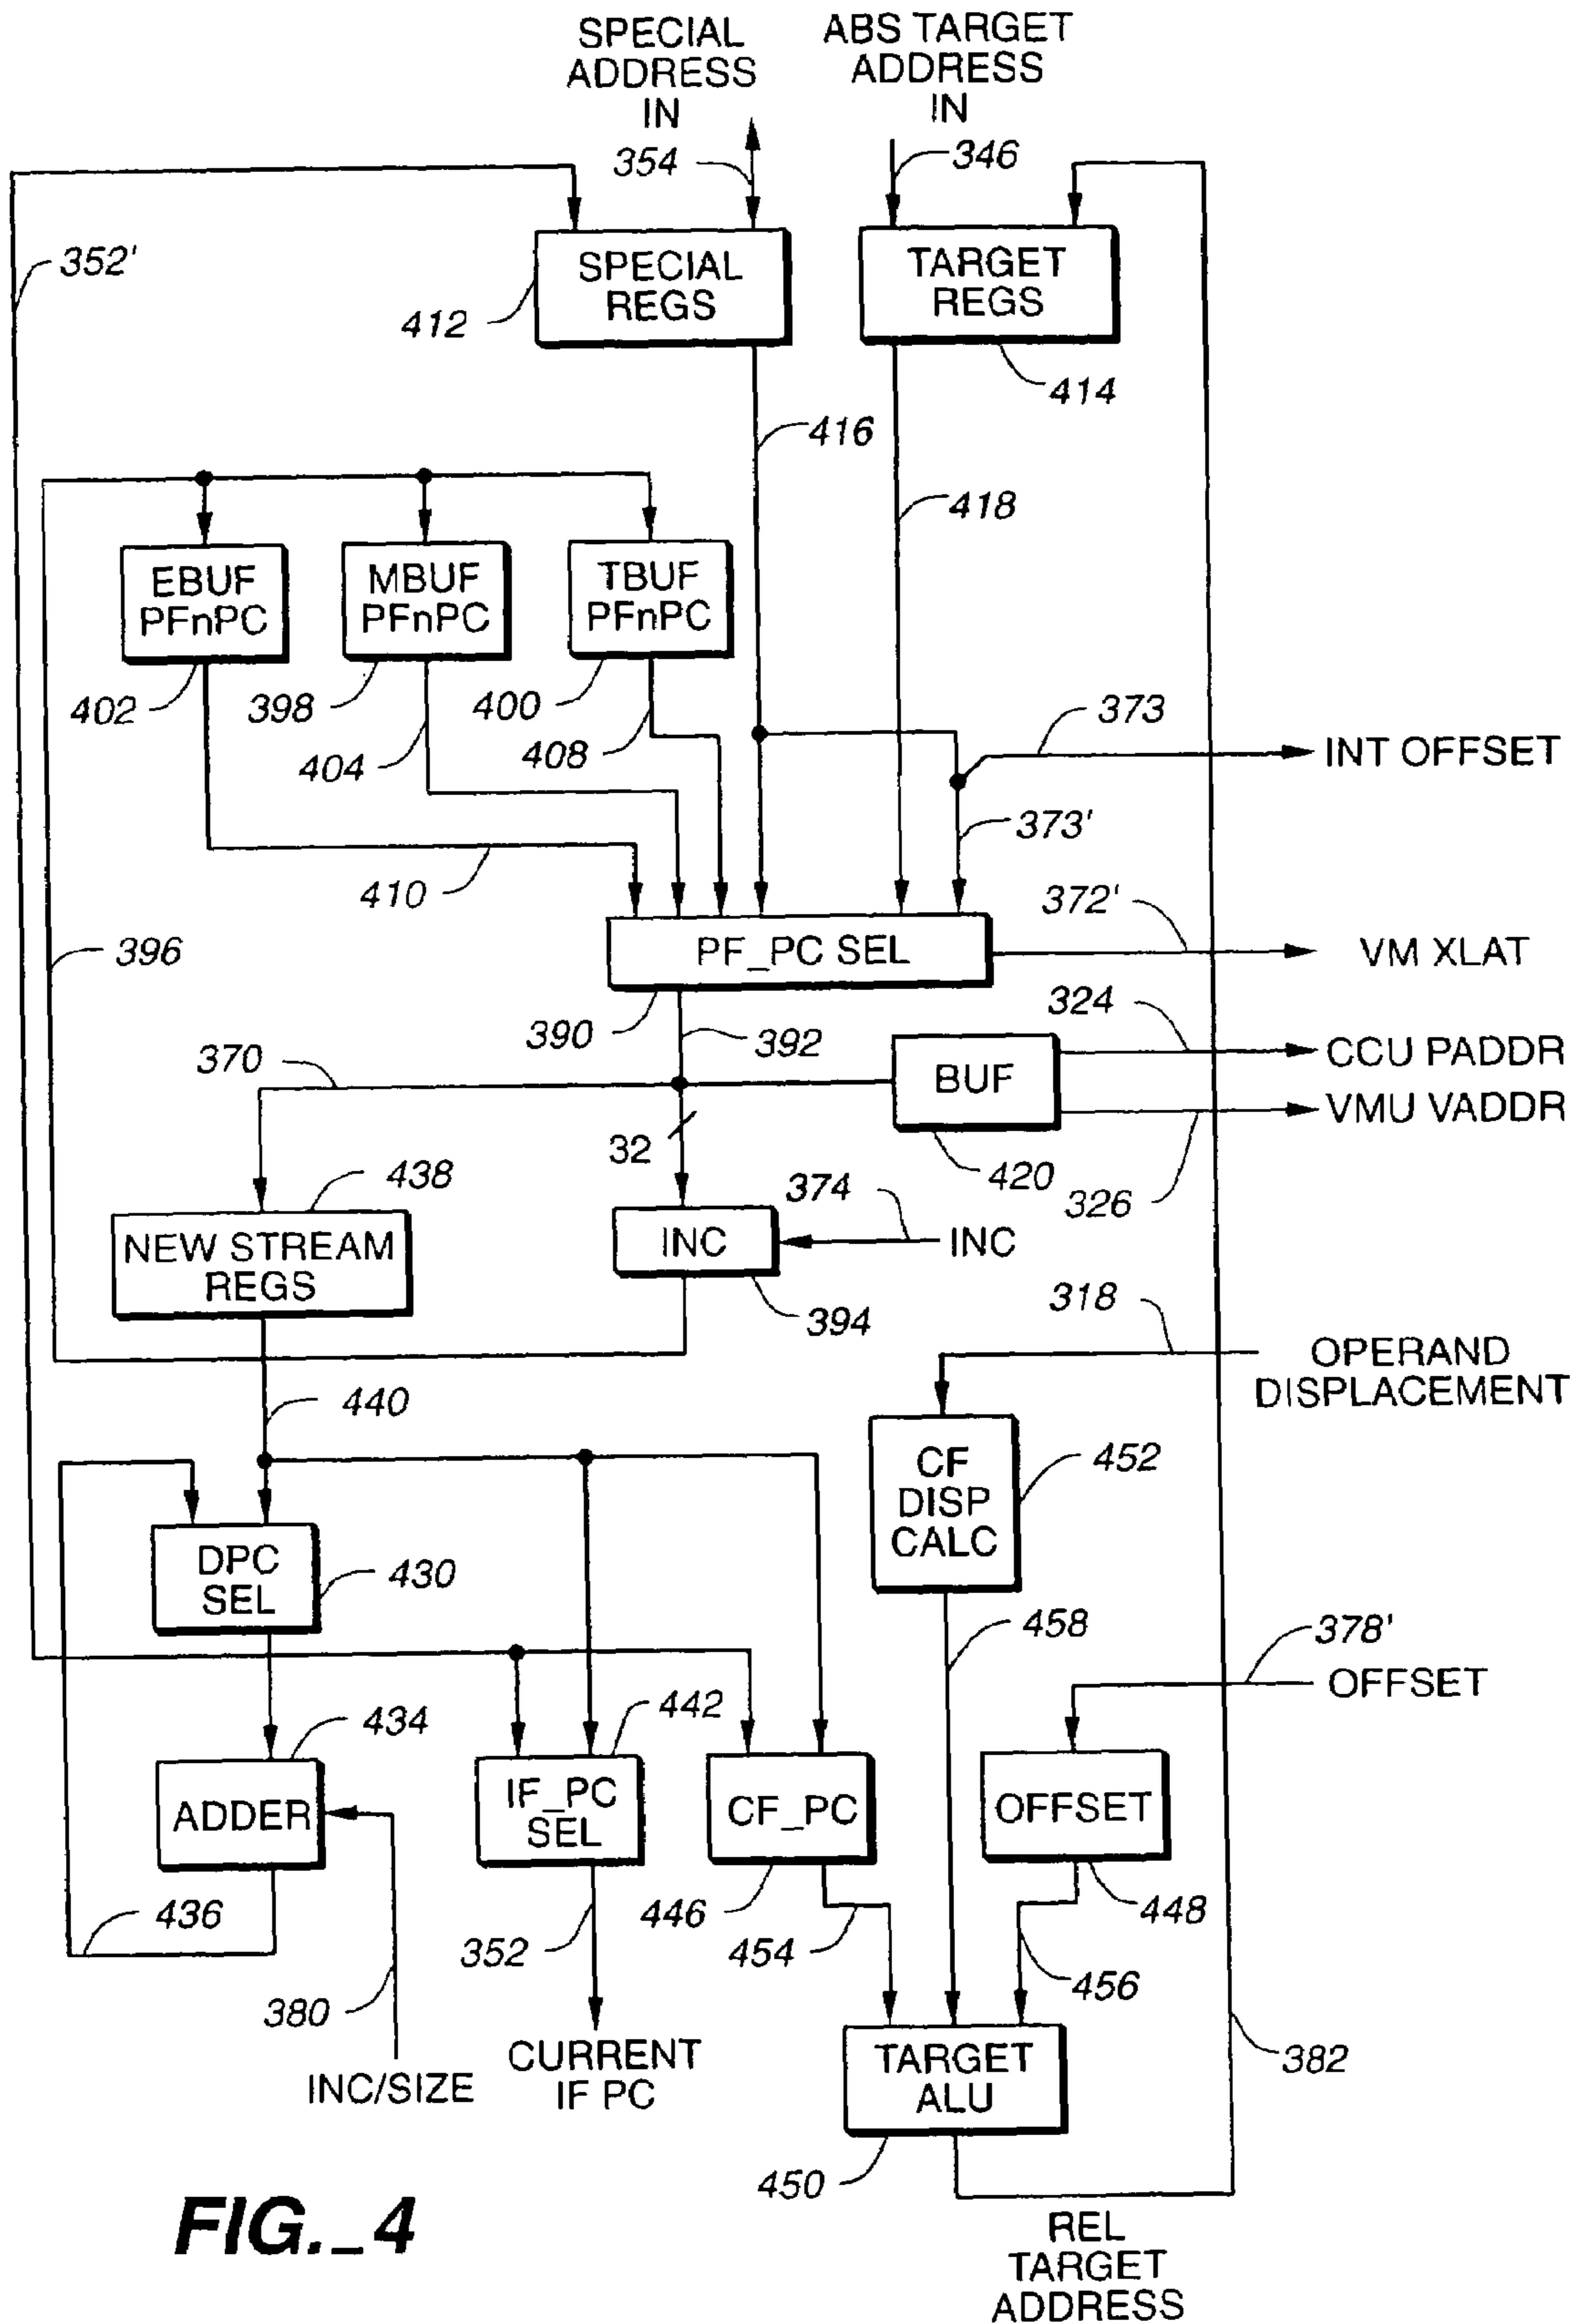 SPECIAL
ADDRESS
IN
ABS TARGET
ADDRESS
IN
354
346
352'
SPECIAL
REGS
TARGET
REGS
412
414
416
418
EBUF
PFnPC
MBUF
PFnPC
TBUF
PFnPC
402
398
400
404
408
373
INT OFFSET
373'
410
372'
396
PF_PC SEL
VM XLAT
390
392
324
370
BUF
CCU PADDR
VMU VADDR
32
438
374
420
326
NEW STREAM
REGS
INC
INC
394
318
OPERAND
DISPLACEMENT
440
CF
DISP
CALC
452
DPC
SEL
430
458
378'
OFFSET
434
442
ADDER
IF_PC
SEL
CF_PC
OFFSET
436
352
446
454
448
456
380
INC/SIZE
CURRENT
IF PC
TARGET
ALU
382
450
REL
TARGET
ADDRESS
FIG._4